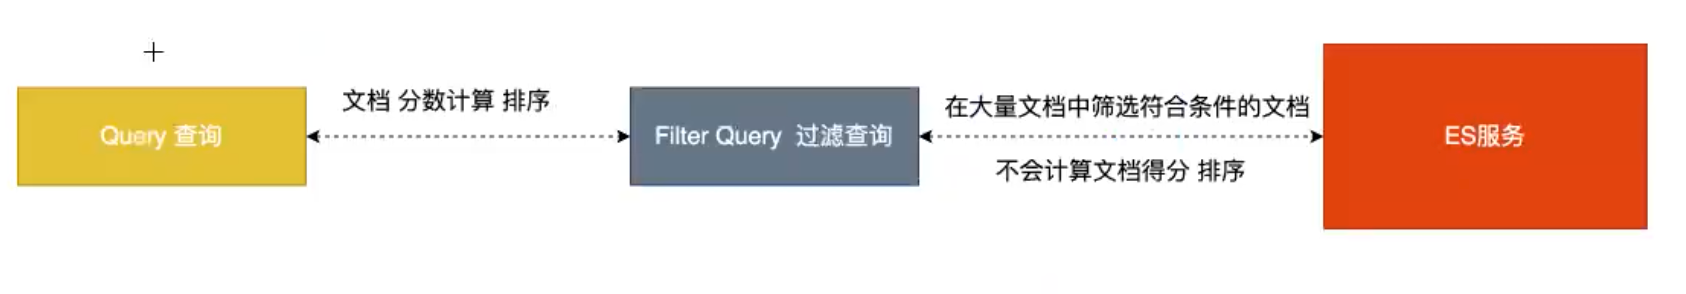 文档 分数计算 排序
Query 查询
Filter Query 过滤查询
在大量文档中筛选符合条件的文档
不会计算文档得分 排序
ES服务